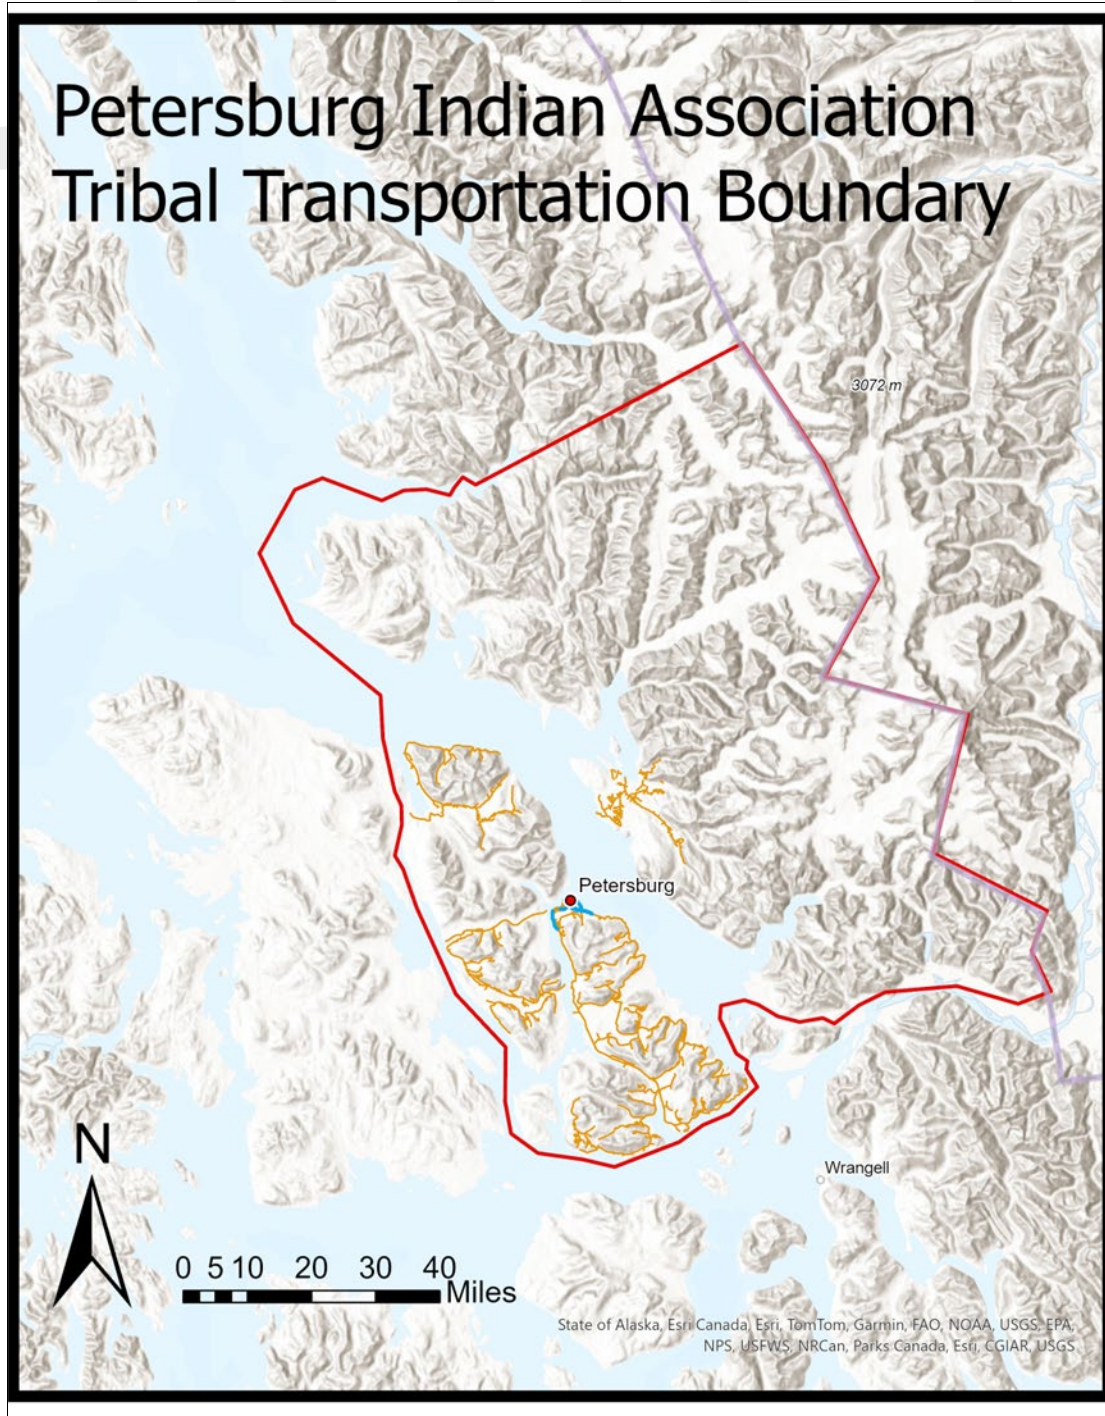 Petersburg Indian Association
Tribal Transportation Boundary
3072 m
Petersburg
Wrangell
N
0 5 10 20 30 40
Miles
State of Alaska, Esri Canada, Esri, TomTom, Garmin, FAO, NOAA, USGS, EPA,
NPS, USFWS, NRCan, Parks Canada, Esri, CGIAR, USGS